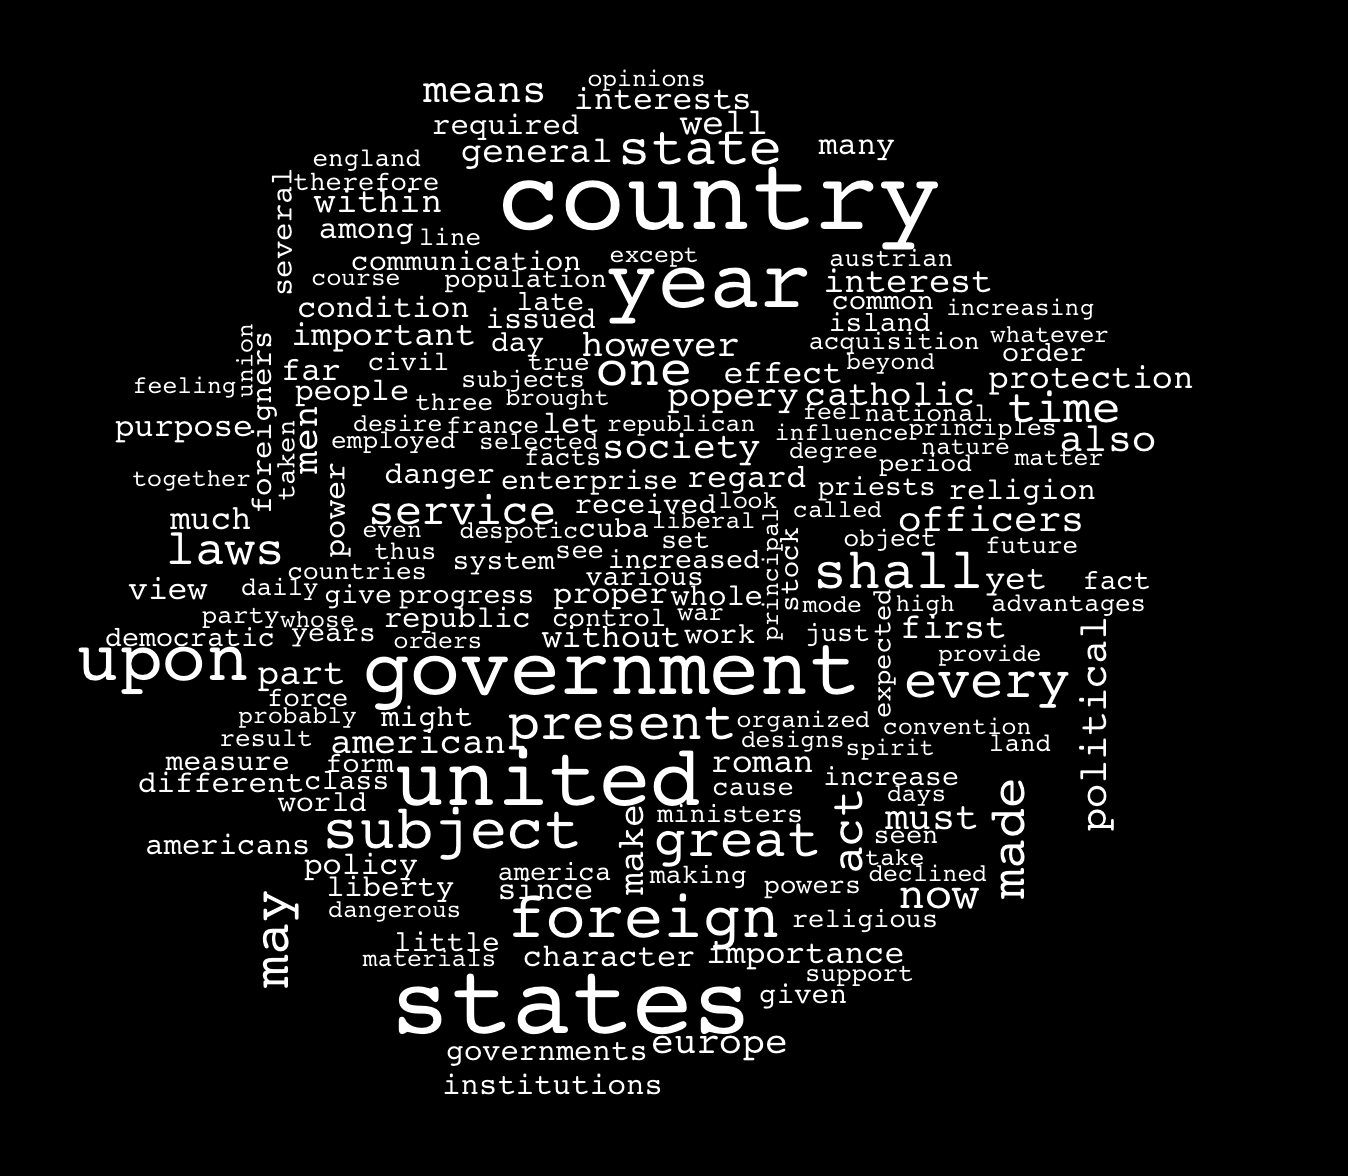 opinions
means interests
required well
general state many
england
therefore
several
within country
among line
except austrian
communication year
course population interest
late common increasing
condition issued island
important day however acquisition whatever
union foreigners
civil true one beyond order
far subjects effect protection
feeling people three brought popery catholic time
purpose men desire france let republican feel national
taken employed selected society influence principles also
facts degree nature
together danger enterprise regard period matter
power priests religion
much service received look called officers
even despotic cuba liberal principal stock
laws thus system see set object future
countries increased shall yet fact
view daily give progress various
proper whole mode high advantages
party whose republic control war
democratic years orders without work just expected first
upon part government provide every political
force
probably might present organized convention
result american designs spirit land
measure form united roman increase
different class cause days
world subject make ministers act must made
americans great seen
policy america making take
liberty since powers declined now
may dangerous foreign religious
little character importance
materials support
states given
governments europe
institutions